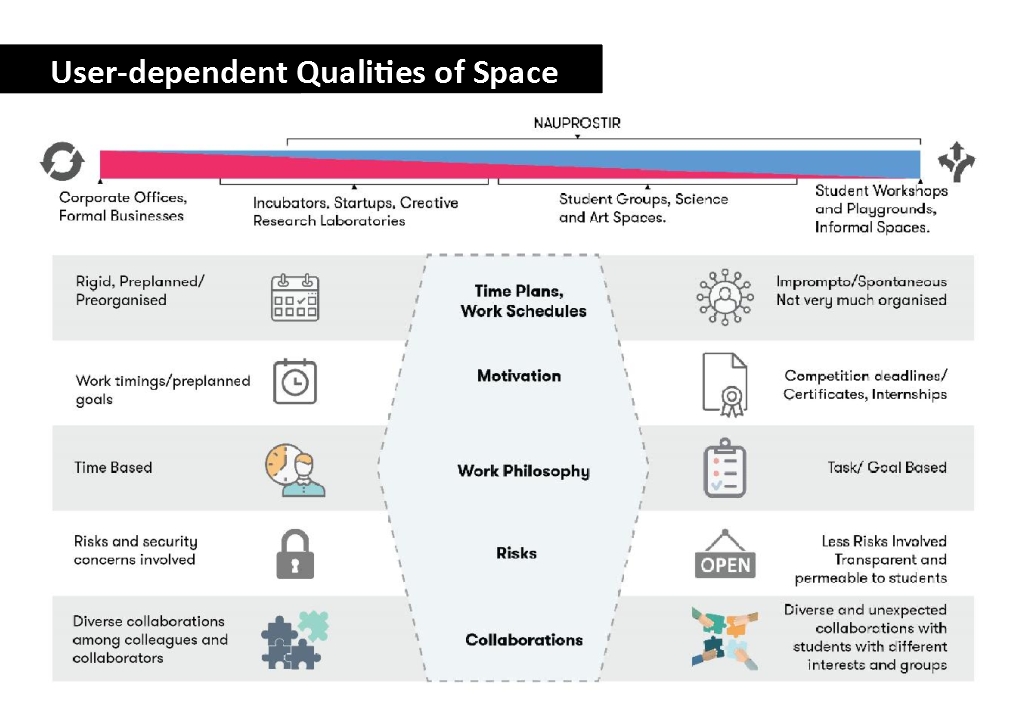 User-dependent Qualities of Space
NAUPROSTIR
Corporate Offices,
Formal Businesses
Incubators, Startups, Creative
Research Laboratories
Student Groups, Science
and Art Spaces.
Student Workshops
and Playgrounds,
Informal Spaces.
Rigid, Preplanned/
Preorganised
Time Plans,
Work Schedules
Imprompto/Spontaneous
Not very much organised
Work timings/preplanned
goals
Motivation
Competition deadlines/
Certificates, Internships
Time Based
Work Philosophy
Task/ Goal Based
Risks and security
concerns involved
Risks
OPEN
Less Risks Involved
Transparent and
permeable to students
Diverse collaborations
among colleagues and
collaborators
Collaborations
Diverse and unexpected
collaborations with
students with different
interests and groups